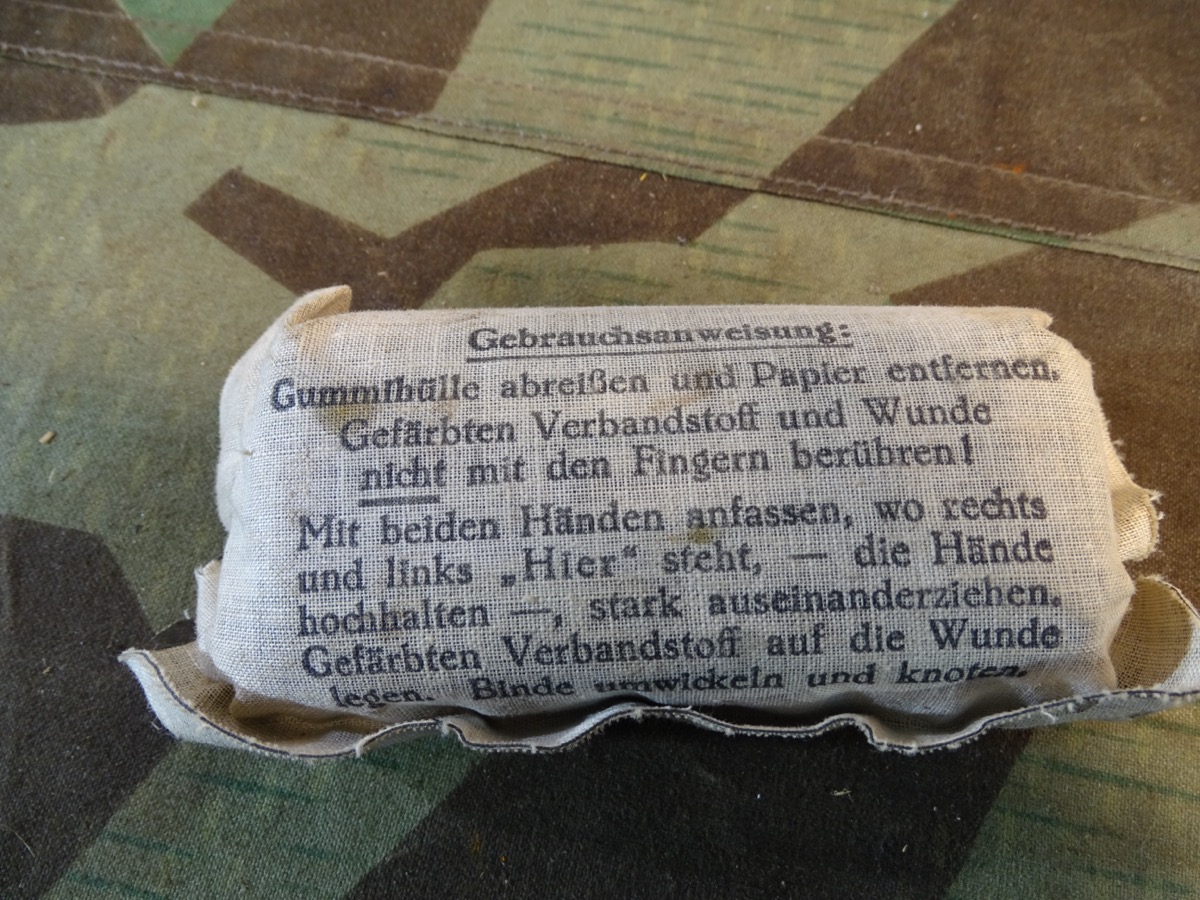 Gebrauchsanweisung:
Gummihülle abreißen und Papier entfernen.
Gefärbten Verbandstoff und Wunde
nicht mit den Fingern berühren!
Mit beiden Händen anfassen, wo rechts
und links „Hier“ steht, — die Hände
hochhalten —, stark auseinanderziehen.
Gefärbten Verbandstoff auf die Wunde
legen. Binde umwickeln und knoten.